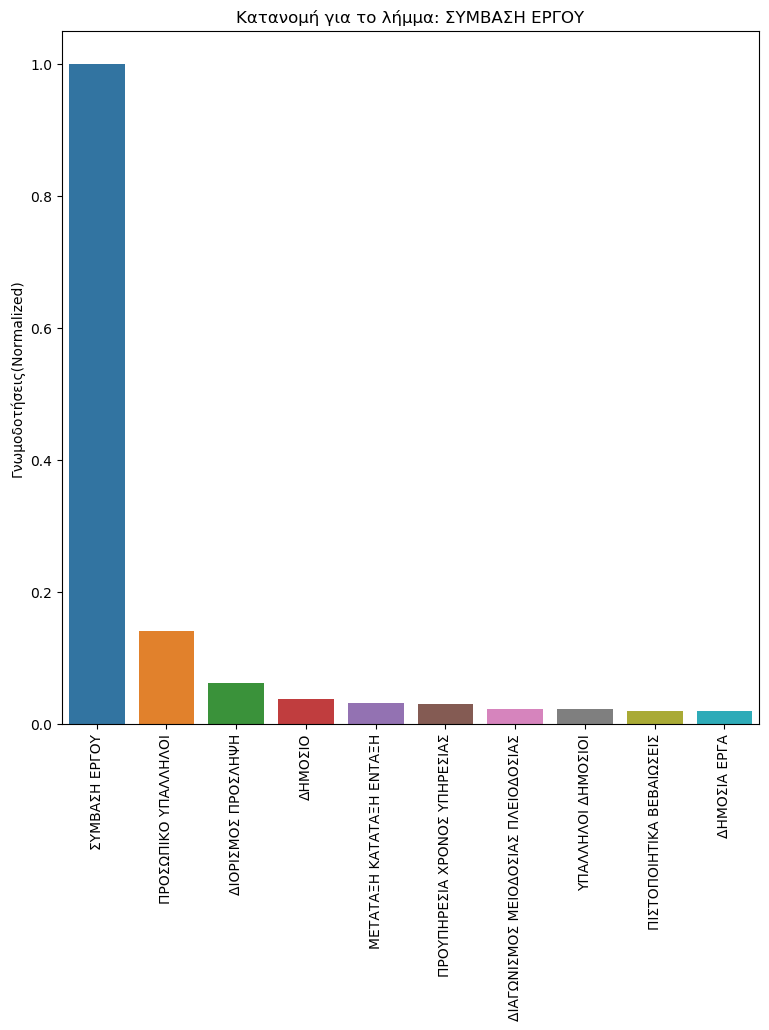 Κατανομή για το λήμμα: ΣΥΜΒΑΣΗ ΕΡΓΟΥ
Γνωμοδοτήσεις(Normalized)
1.0
0.8
0.6
0.4
0.2
0.0
ΣΥΜΒΑΣΗ ΕΡΓΟΥ
ΠΡΟΣΩΠΙΚΟ ΥΠΑΛΛΗΛΟΙ
ΔΙΟΡΙΣΜΟΣ ΠΡΟΣΛΗΨΗ
ΔΗΜΟΣΙΟ
ΜΕΤΑΤΑΞΗ ΚΑΤΑΤΑΞΗ ΕΝΤΑΞΗ
ΠΡΟΥΠΗΡΕΣΙΑ ΧΡΟΝΟΣ ΥΠΗΡΕΣΙΑΣ
ΔΙΑΓΩΝΙΣΜΟΣ ΜΕΙΟΔΟΣΙΑΣ ΠΛΕΙΟΔΟΣΙΑΣ
ΥΠΑΛΛΗΛΟΙ ΔΗΜΟΣΙΟΙ
ΠΙΣΤΟΠΟΙΗΤΙΚΑ ΒΕΒΑΙΩΣΕΙΣ
ΔΗΜΟΣΙΑ ΕΡΓΑ